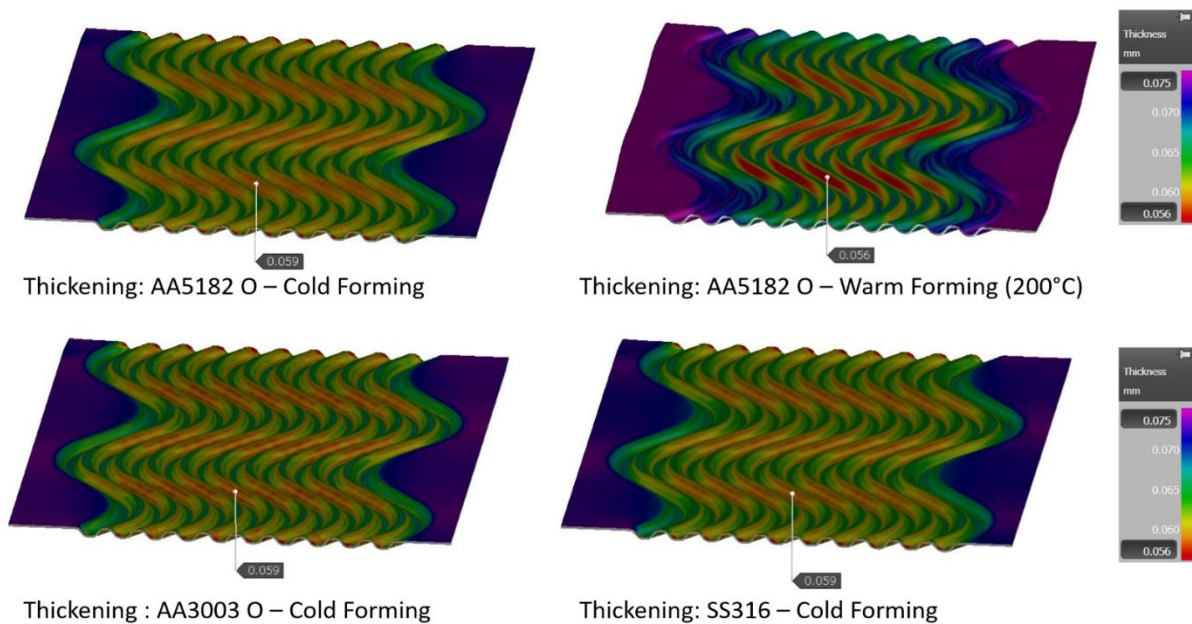 Thickness
mm
0.075
0.070
0.065
0.060
0.056
0.059
0.056
Thickening: AA5182 O – Cold Forming
Thickening: AA5182 O – Warm Forming (200°C)
Thickness
mm
0.075
0.070
0.065
0.060
0.056
0.059
0.059
Thickening : AA3003 O – Cold Forming
Thickening: SS316 – Cold Forming